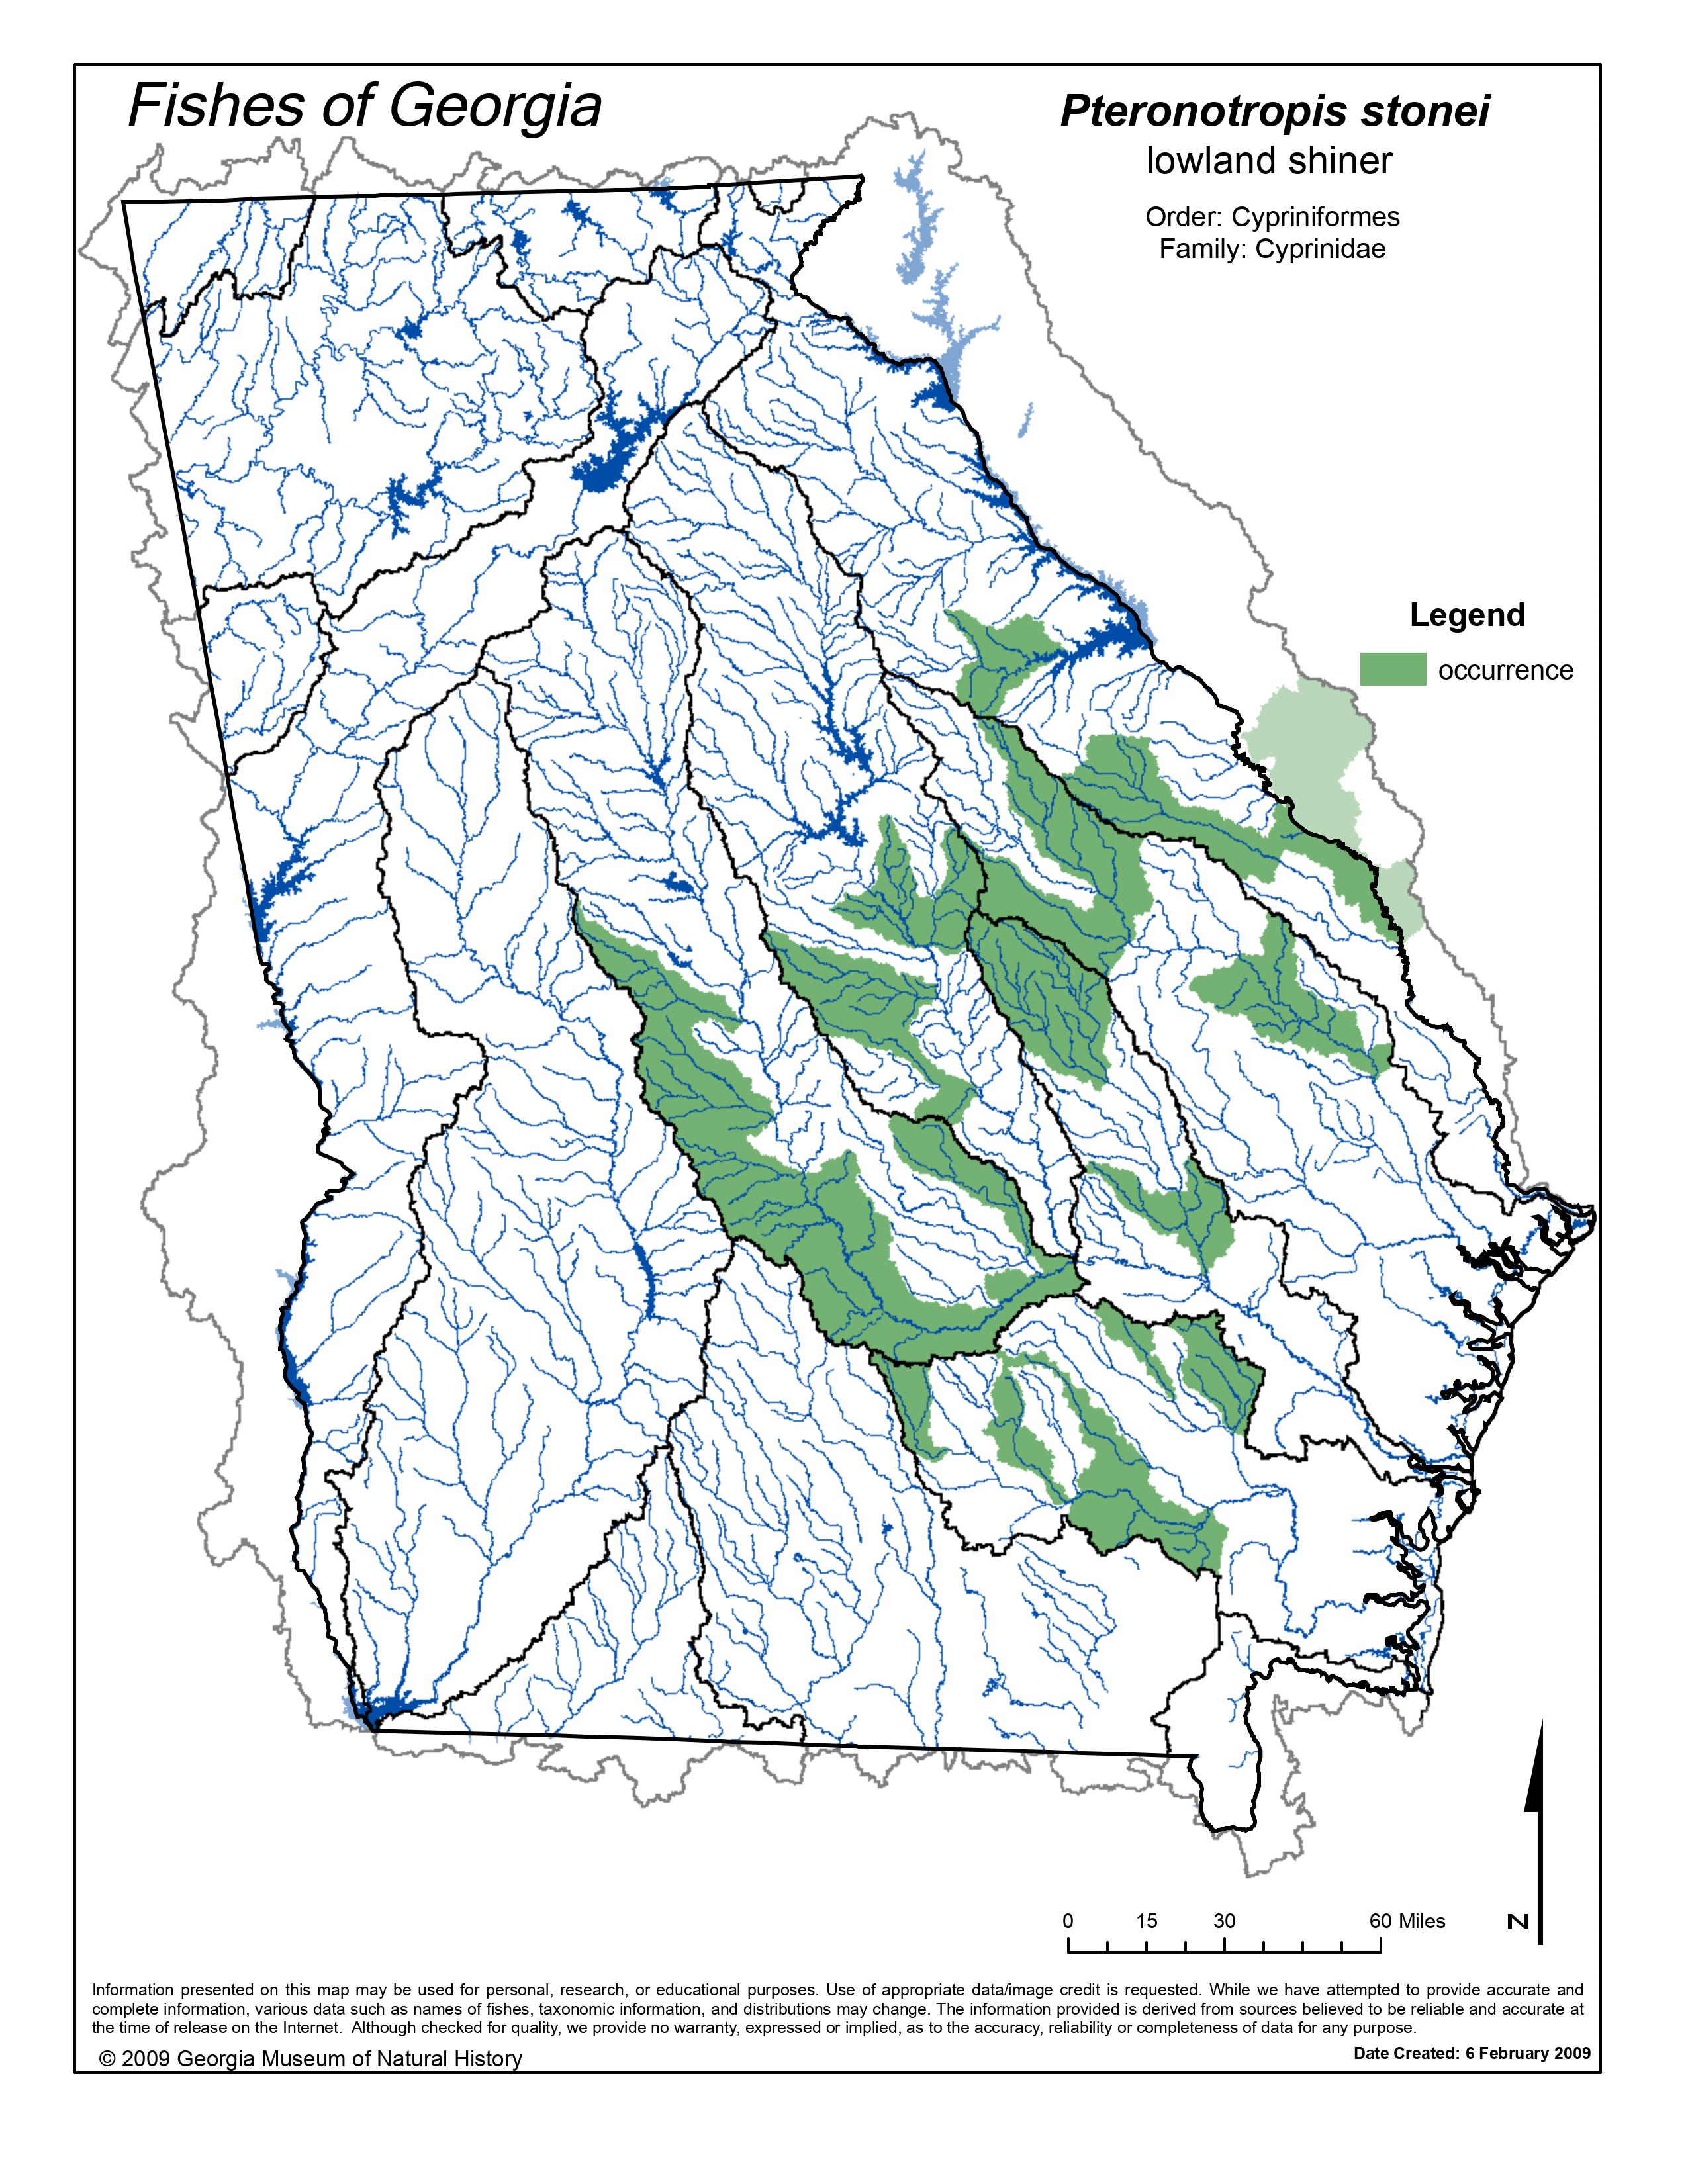 Fishes of Georgia
Pteronotropis stonei
lowland shiner
Order: Cypriniformes
Family: Cyprinidae
Legend
occurrence
0 15 30 60 Miles
N
Information presented on this map may be used for personal, research, or educational purposes. Use of appropriate data/image credit is requested. While we have attempted to provide accurate and
complete information, various data such as names of fishes, taxonomic information, and distributions may change. The information provided is derived from sources believed to be reliable and accurate at
the time of release on the Internet. Although checked for quality, we provide no warranty, expressed or implied, as to the accuracy, reliability or completeness of data for any purpose.
© 2009 Georgia Museum of Natural History
Date Created: 6 February 2009